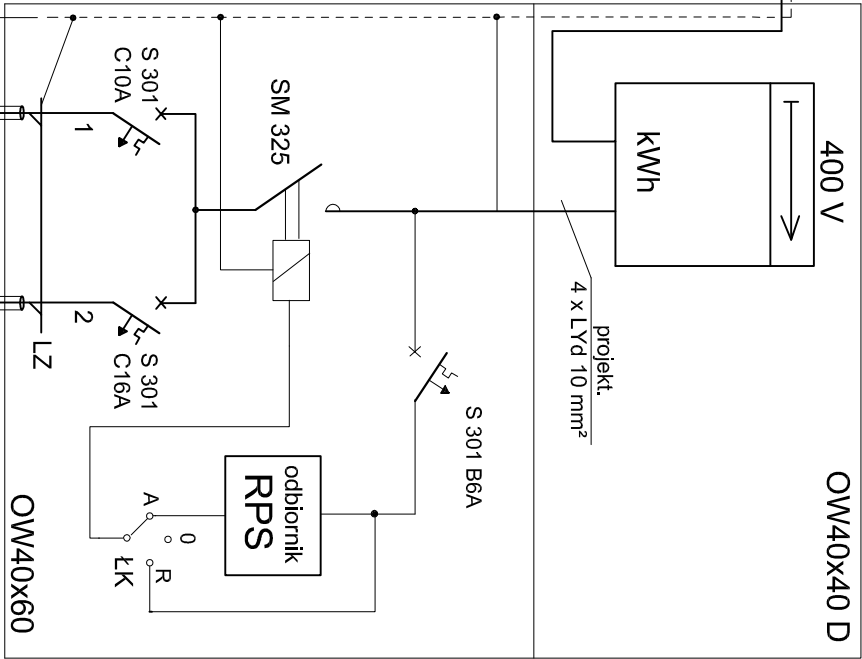 S 301
C10A
1
SM 325
kWh
400 V
2
LZ
S 301
C16A
projekt.
4 x LYd 10 mm²
S 301 B6A
odbiornik
RPS
A
0
R
ŁK
OW40x60
OW40x40 D